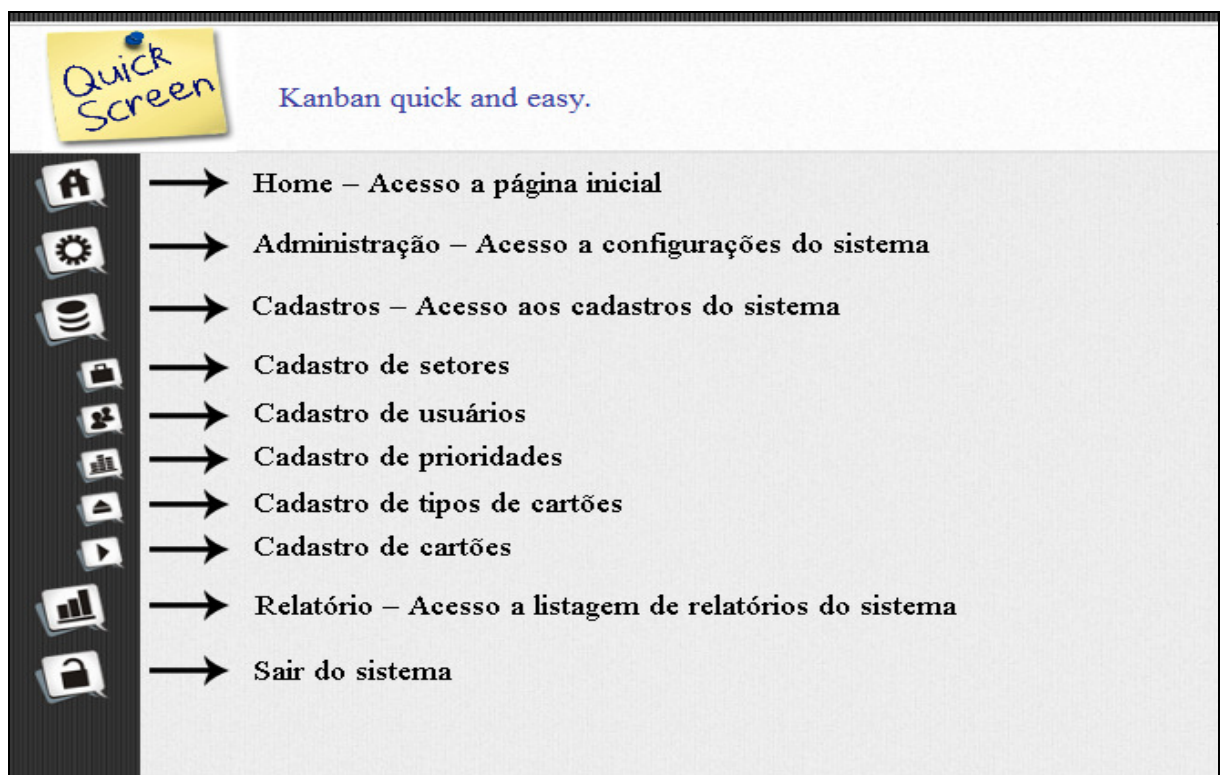 Quick
Screen
Kanban quick and easy.
Home – Acesso a página inicial
Administração – Acesso a configurações do sistema
Cadastros – Acesso aos cadastros do sistema
Cadastro de setores
Cadastro de usuários
Cadastro de prioridades
Cadastro de tipos de cartões
Cadastro de cartões
Relatório – Acesso a listagem de relatórios do sistema
Sair do sistema